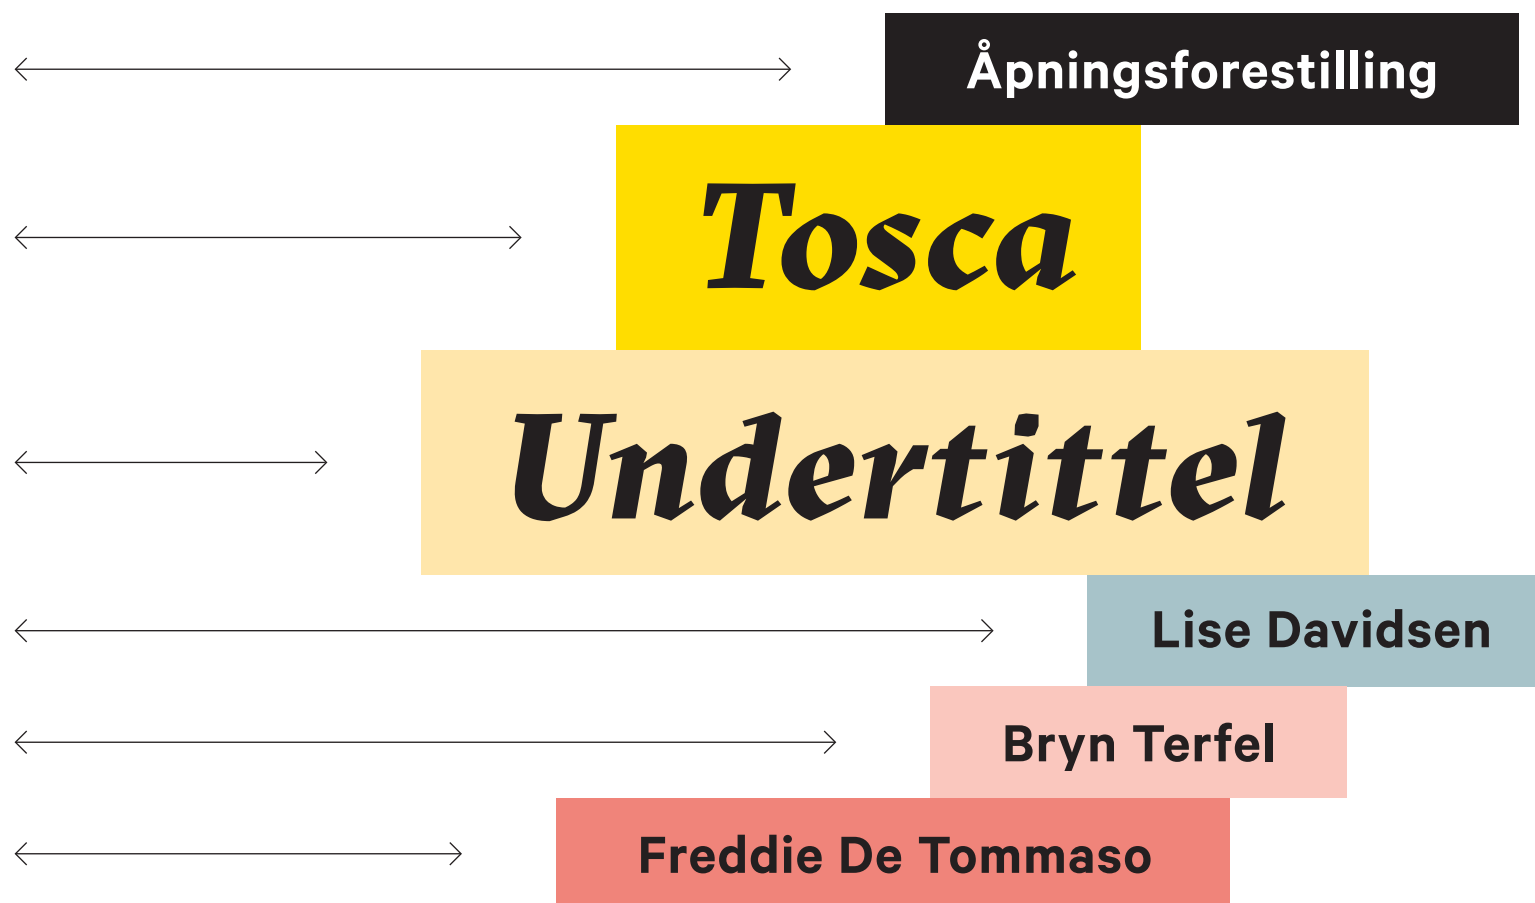 Åpningsforestilling
Tosca
Undertittel
Lise Davidsen
Bryn Terfel
Freddie De Tommaso